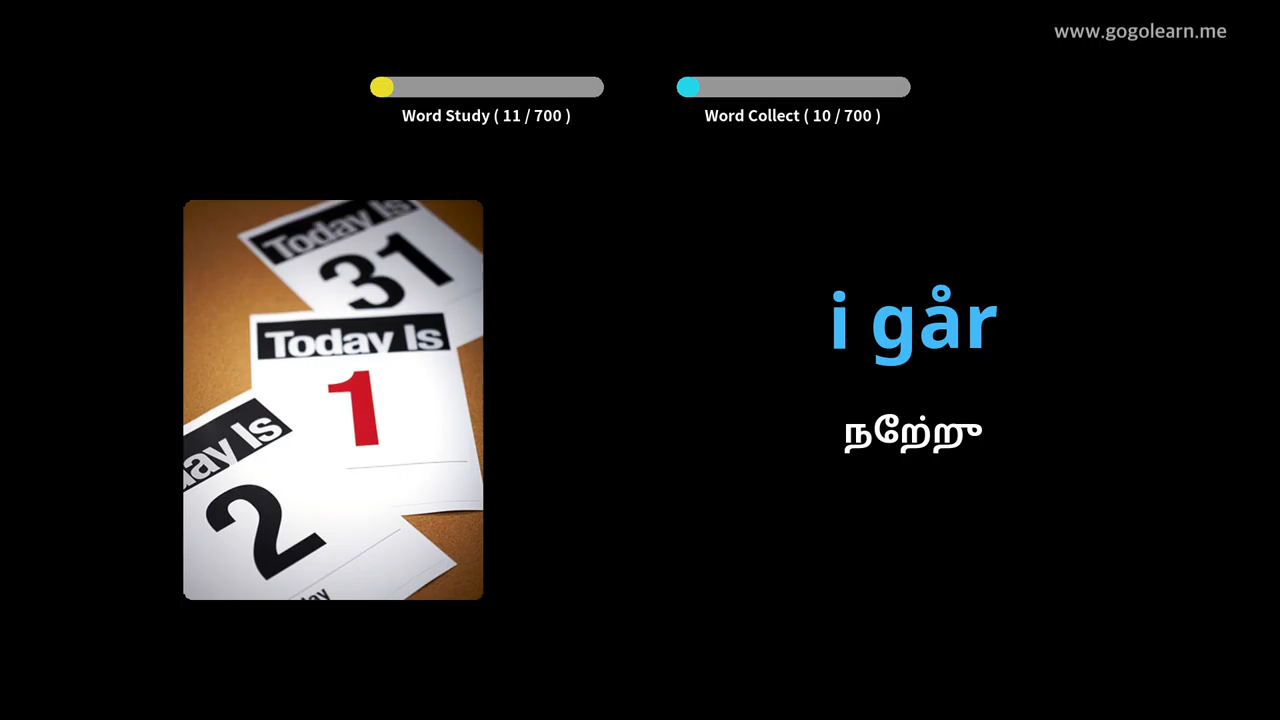 www.gogolearn.me
Word Study ( 11 / 700 )
Word Collect ( 10 / 700 )
Today Is
31
Today Is
1
ay Is
2
day
i går
நேற்று